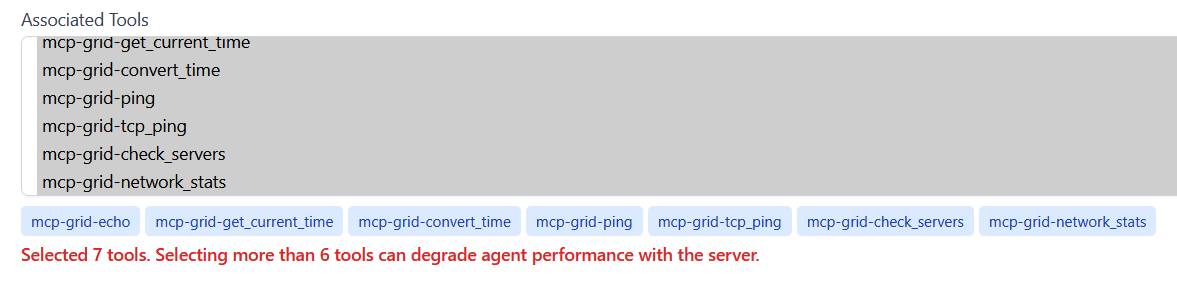 Associated Tools
mcp-grid-get_current_time
mcp-grid-convert_time
mcp-grid-ping
mcp-grid-tcp_ping
mcp-grid-check_servers
mcp-grid-network_stats
mcp-grid-echo mcp-grid-get_current_time mcp-grid-convert_time mcp-grid-ping mcp-grid-tcp_ping mcp-grid-check_servers mcp-grid-network_stats
Selected 7 tools. Selecting more than 6 tools can degrade agent performance with the server.